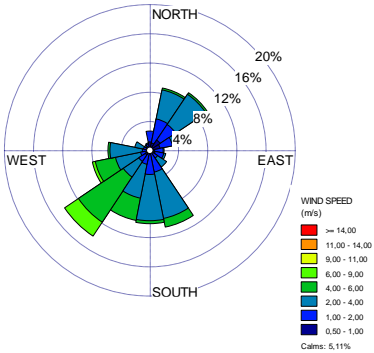 NORTH
20%
16%
12%
8%
4%
WEST
EAST
SOUTH
WIND SPEED
(m/s)
>= 14,00
11,00 - 14,00
9,00 - 11,00
6,00 - 9,00
4,00 - 6,00
2,00 - 4,00
1,00 - 2,00
0,50 - 1,00
Calms: 5,11%